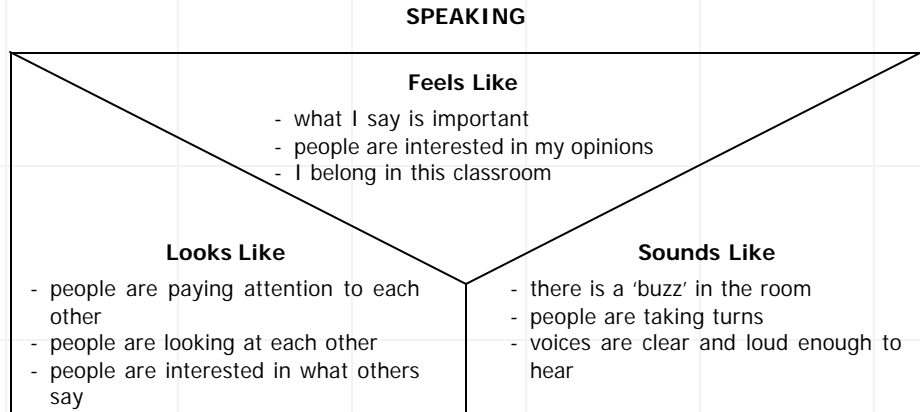 SPEAKING
Feels Like
- what I say is important
- people are interested in my opinions
- I belong in this classroom
Looks Like
- people are paying attention to each
other
- people are looking at each other
- people are interested in what others
say
Sounds Like
- there is a ‘buzz’ in the room
- people are taking turns
- voices are clear and loud enough to
hear